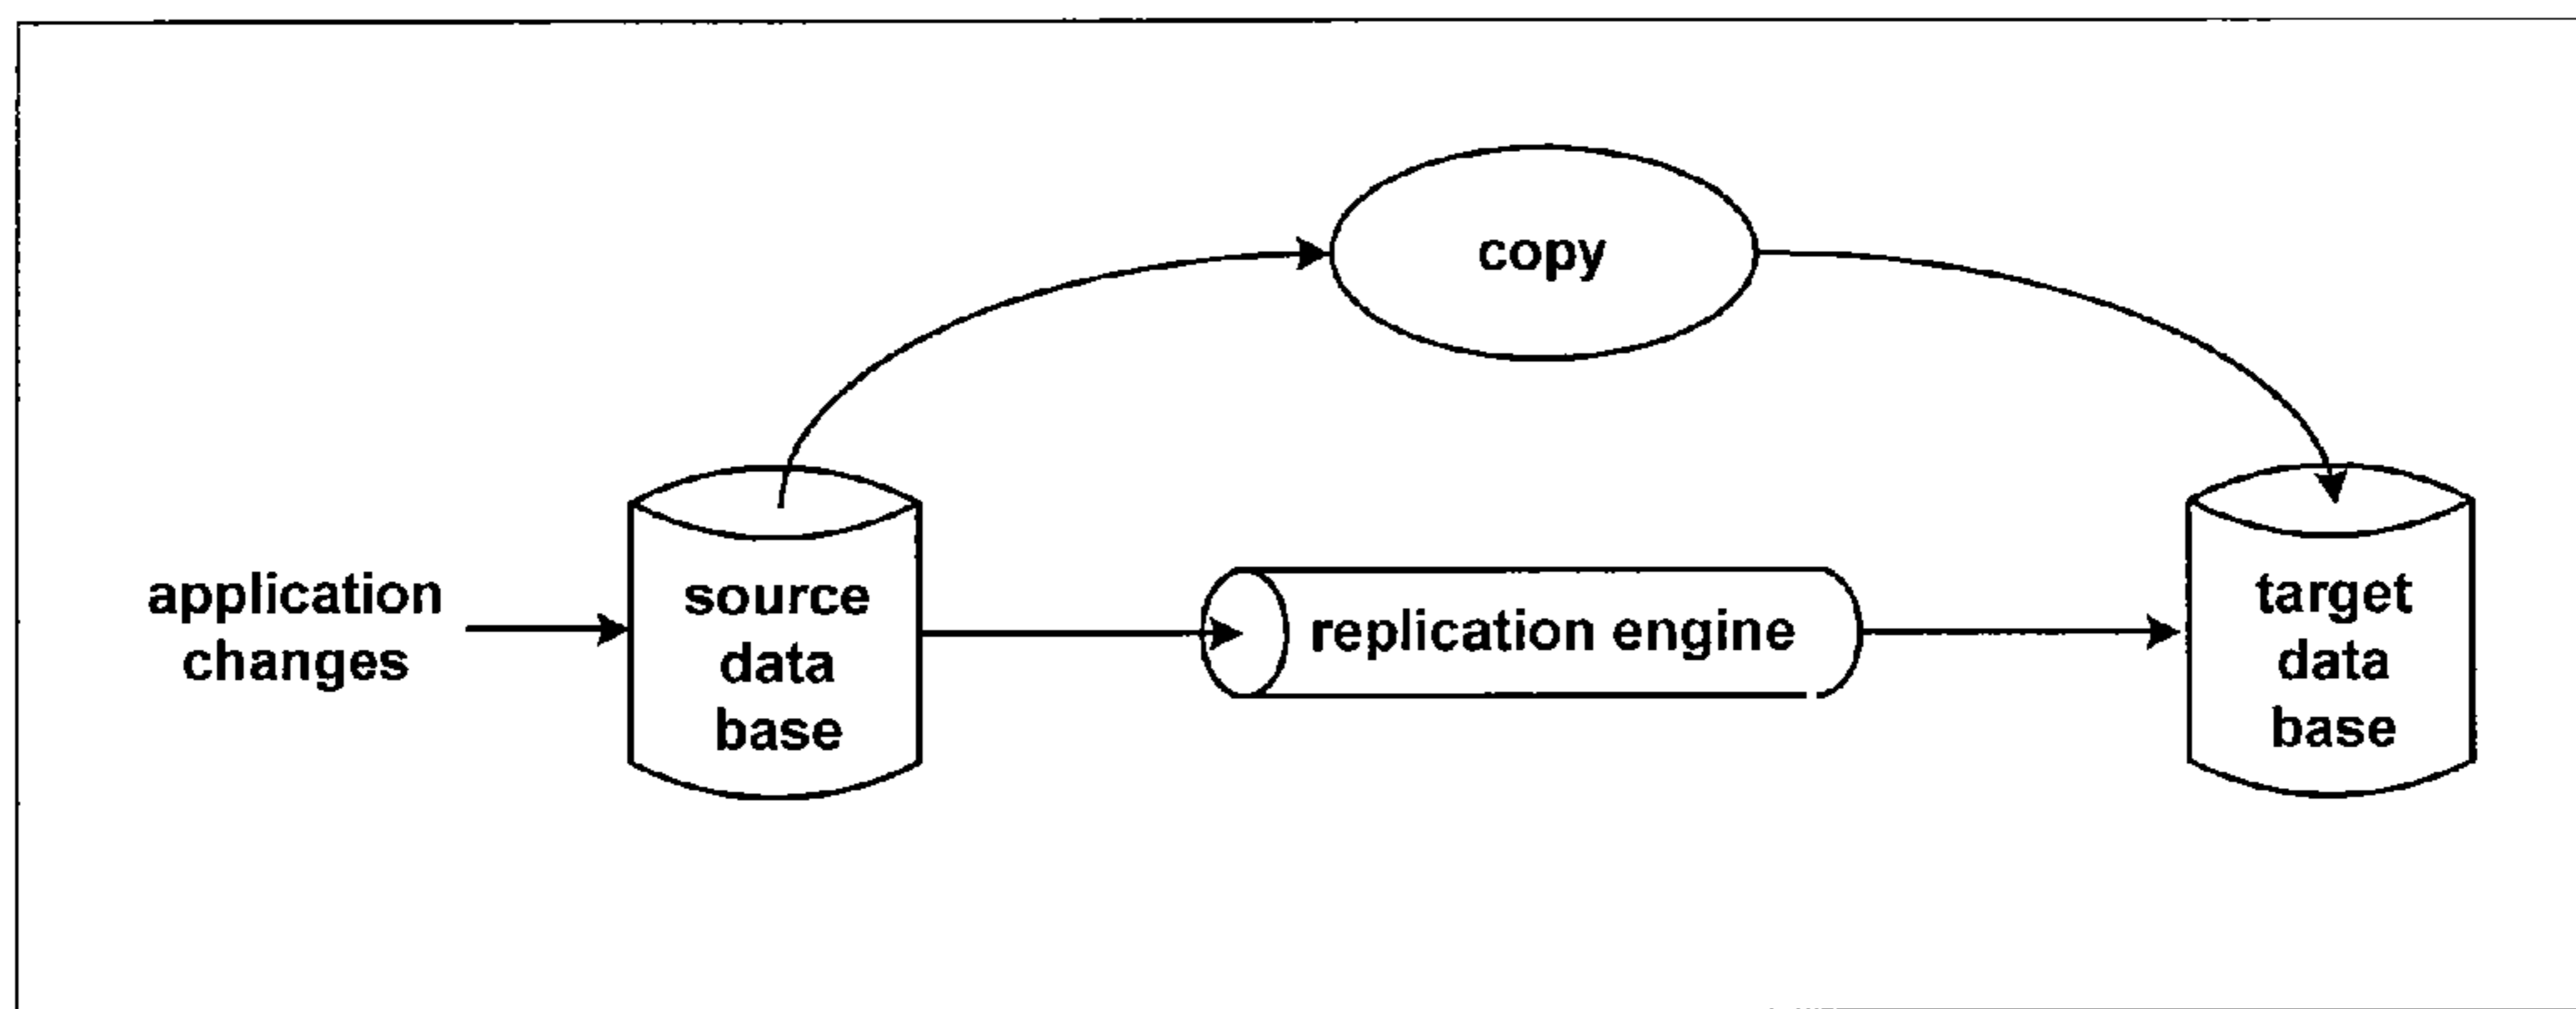 copy
application
changes
source
data
base
replication engine
target
data
base